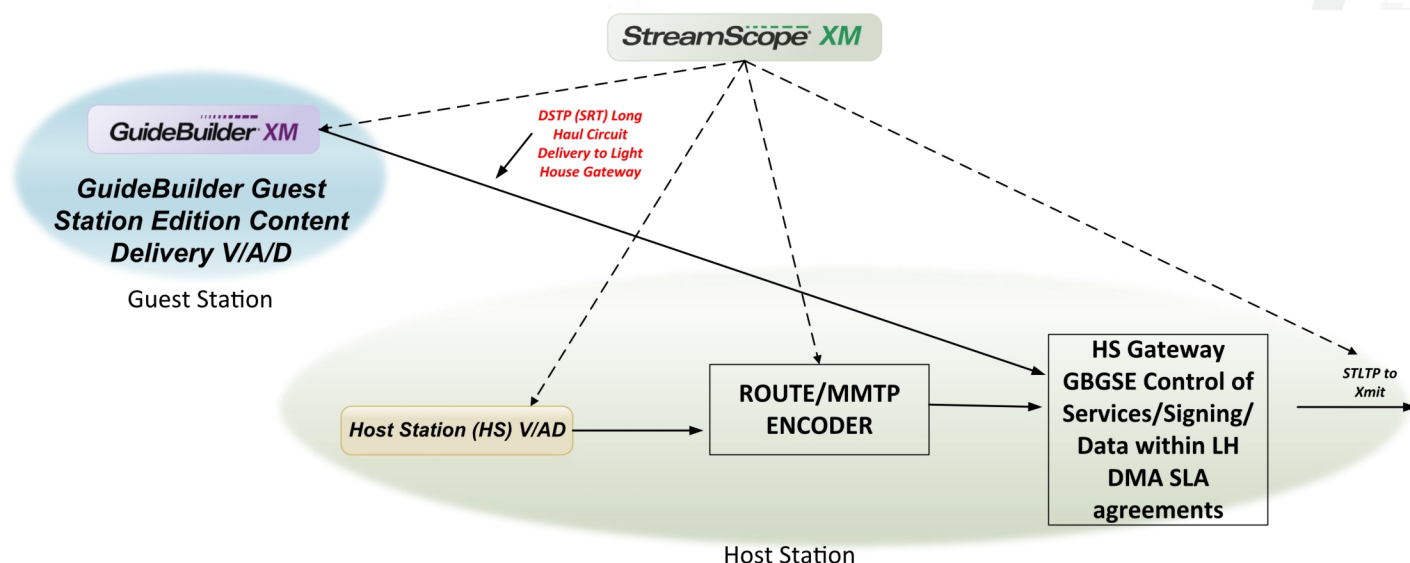 StreamScope XM
GuideBuilder XM
GuideBuilder Guest
Station Edition Content
Delivery V/A/D
Guest Station
DSTP (SRT) Long
Haul Circuit
Delivery to Light
House Gateway
Host Station (HS) V/AD
ROUTE/MMTP
ENCODER
HS Gateway
GBGSE Control of
Services/Signing/
Data within LH
DMA SLA
agreements
STLTP to
Xmit
Host Station